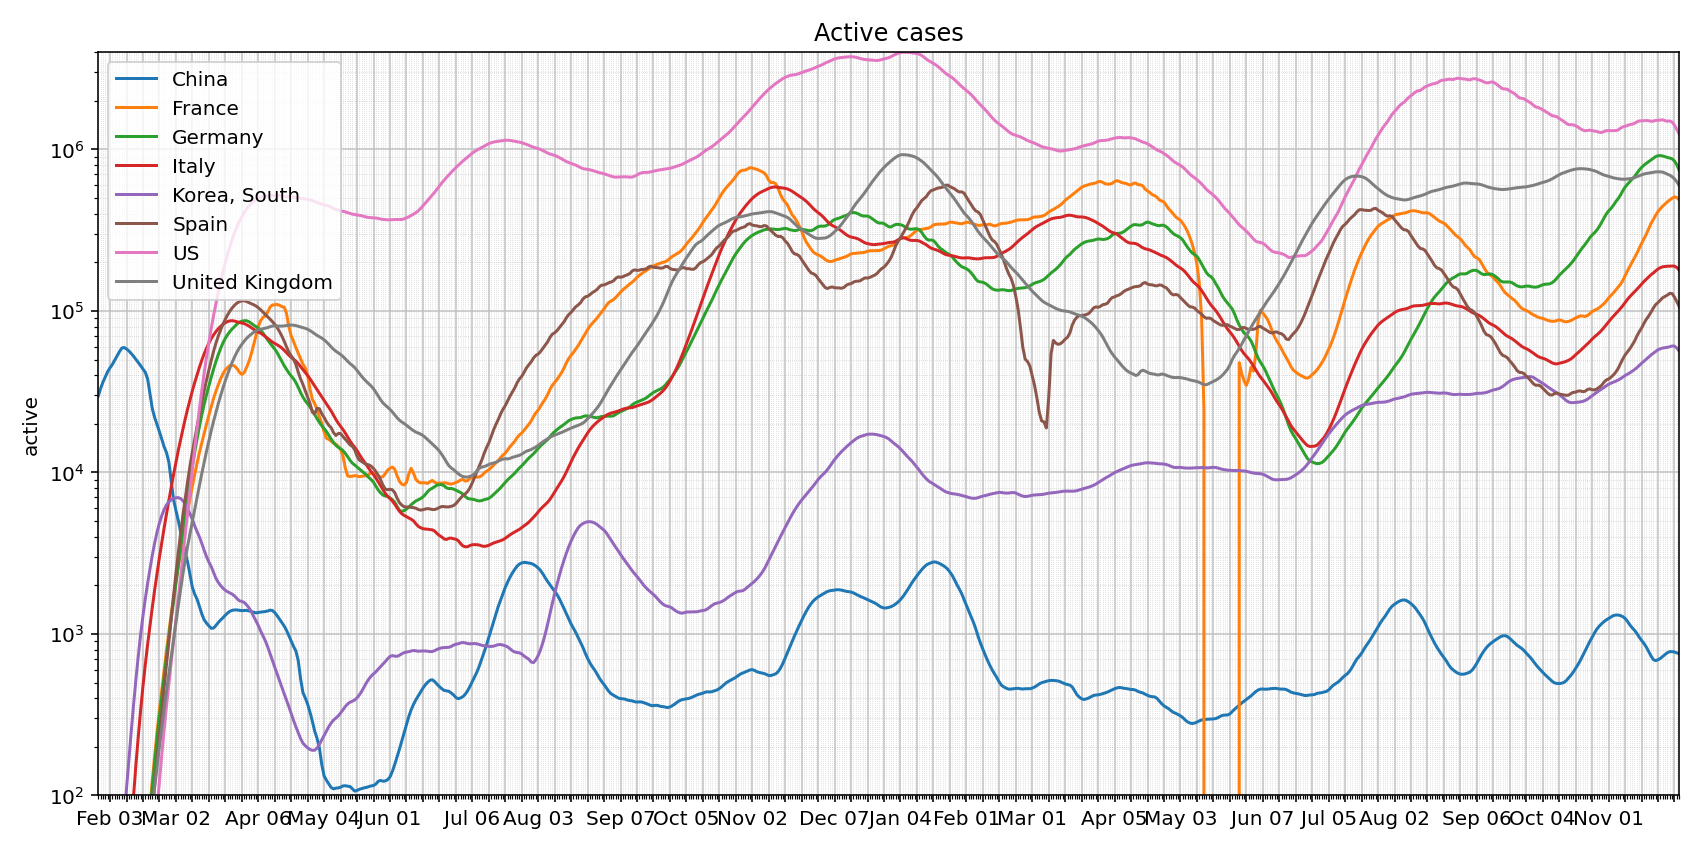 Active cases
China
France
Germany
Italy
Korea, South
Spain
US
United Kingdom
active
10^6
10^5
10^4
10^3
10^2
Feb 03 Mar 02 Apr 06 May 04 Jun 01 Jul 06 Aug 03 Sep 07 Oct 05 Nov 02 Dec 07 Jan 04 Feb 01 Mar 01 Apr 05 May 03 Jun 07 Jul 05 Aug 02 Sep 06 Oct 04 Nov 01